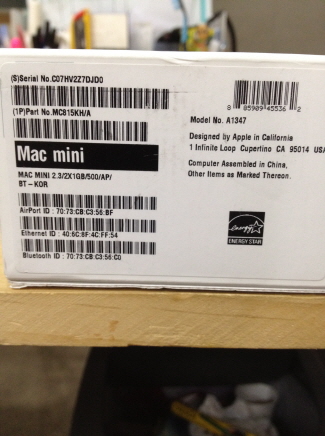 (S)Serial No. C07HV2Z7DJD0
8 85909 45536 2
(1P)Part No. MC815KH/A
Model No. A1347
Mac mini
Designed by Apple in California
1 Infinite Loop Cupertino CA 95014 USA
Computer Assembled in China,
Other Items as Marked Thereon.
MAC MINI 2.3/2X1GB/500/AP/
BT-KOR
AirPort ID : 70:73:CB:C3:56:BF
Ethernet ID : 40:6C:8F:4C:FF:54
Bluetooth ID : 70:73:CB:C3:56:C0
energy
ENERGY STAR